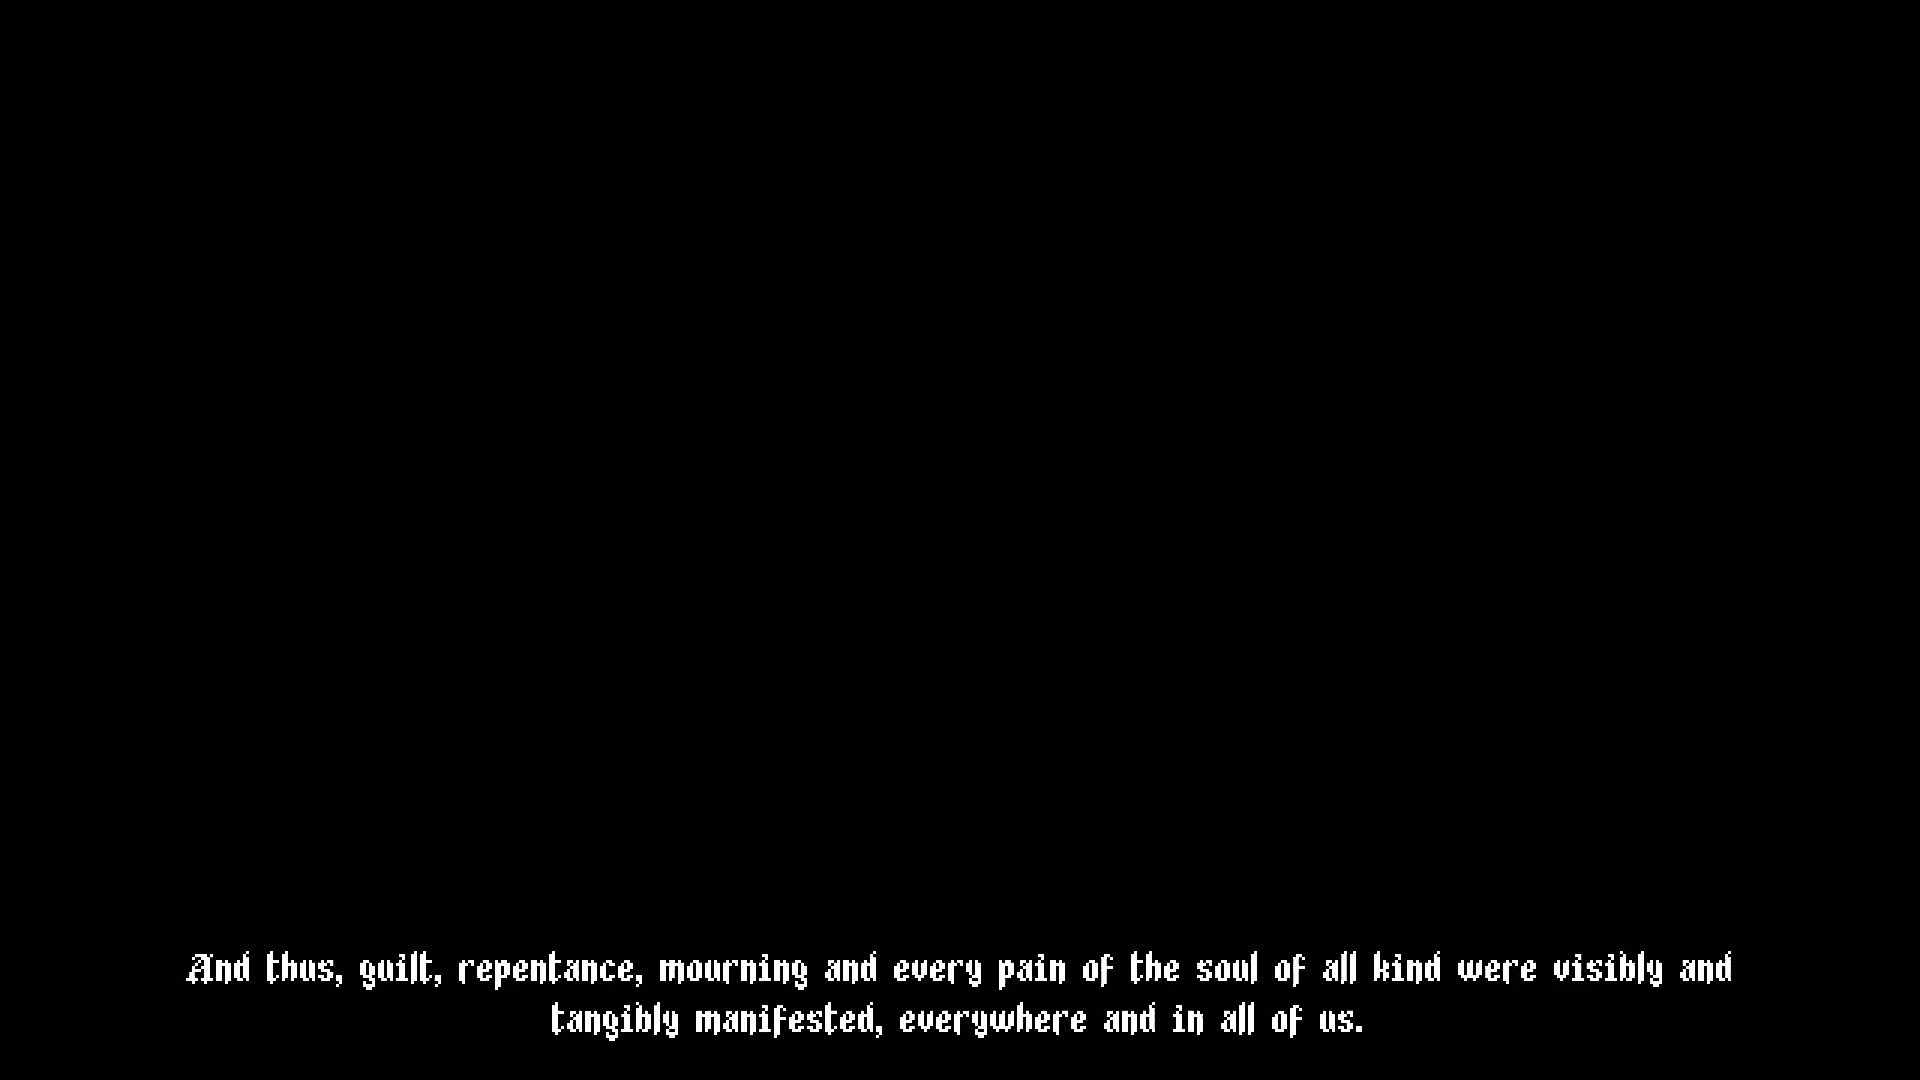 And thus, guilt, repentance, mourning and every pain of the soul of all kind were visibly and
tangibly manifested, everywhere and in all of us.